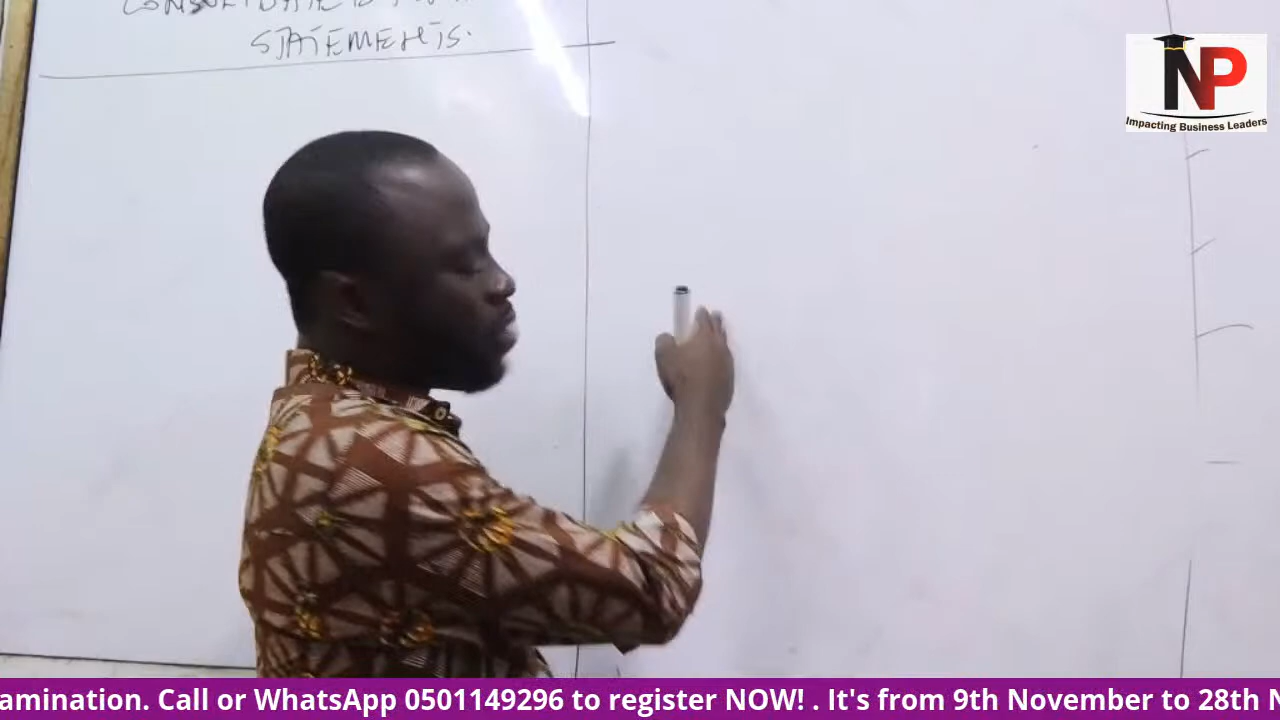 STATEMENTS.
NP
Impacting Business Leaders
amination. Call or WhatsApp 0501149296 to register NOW! . It's from 9th November to 28th N